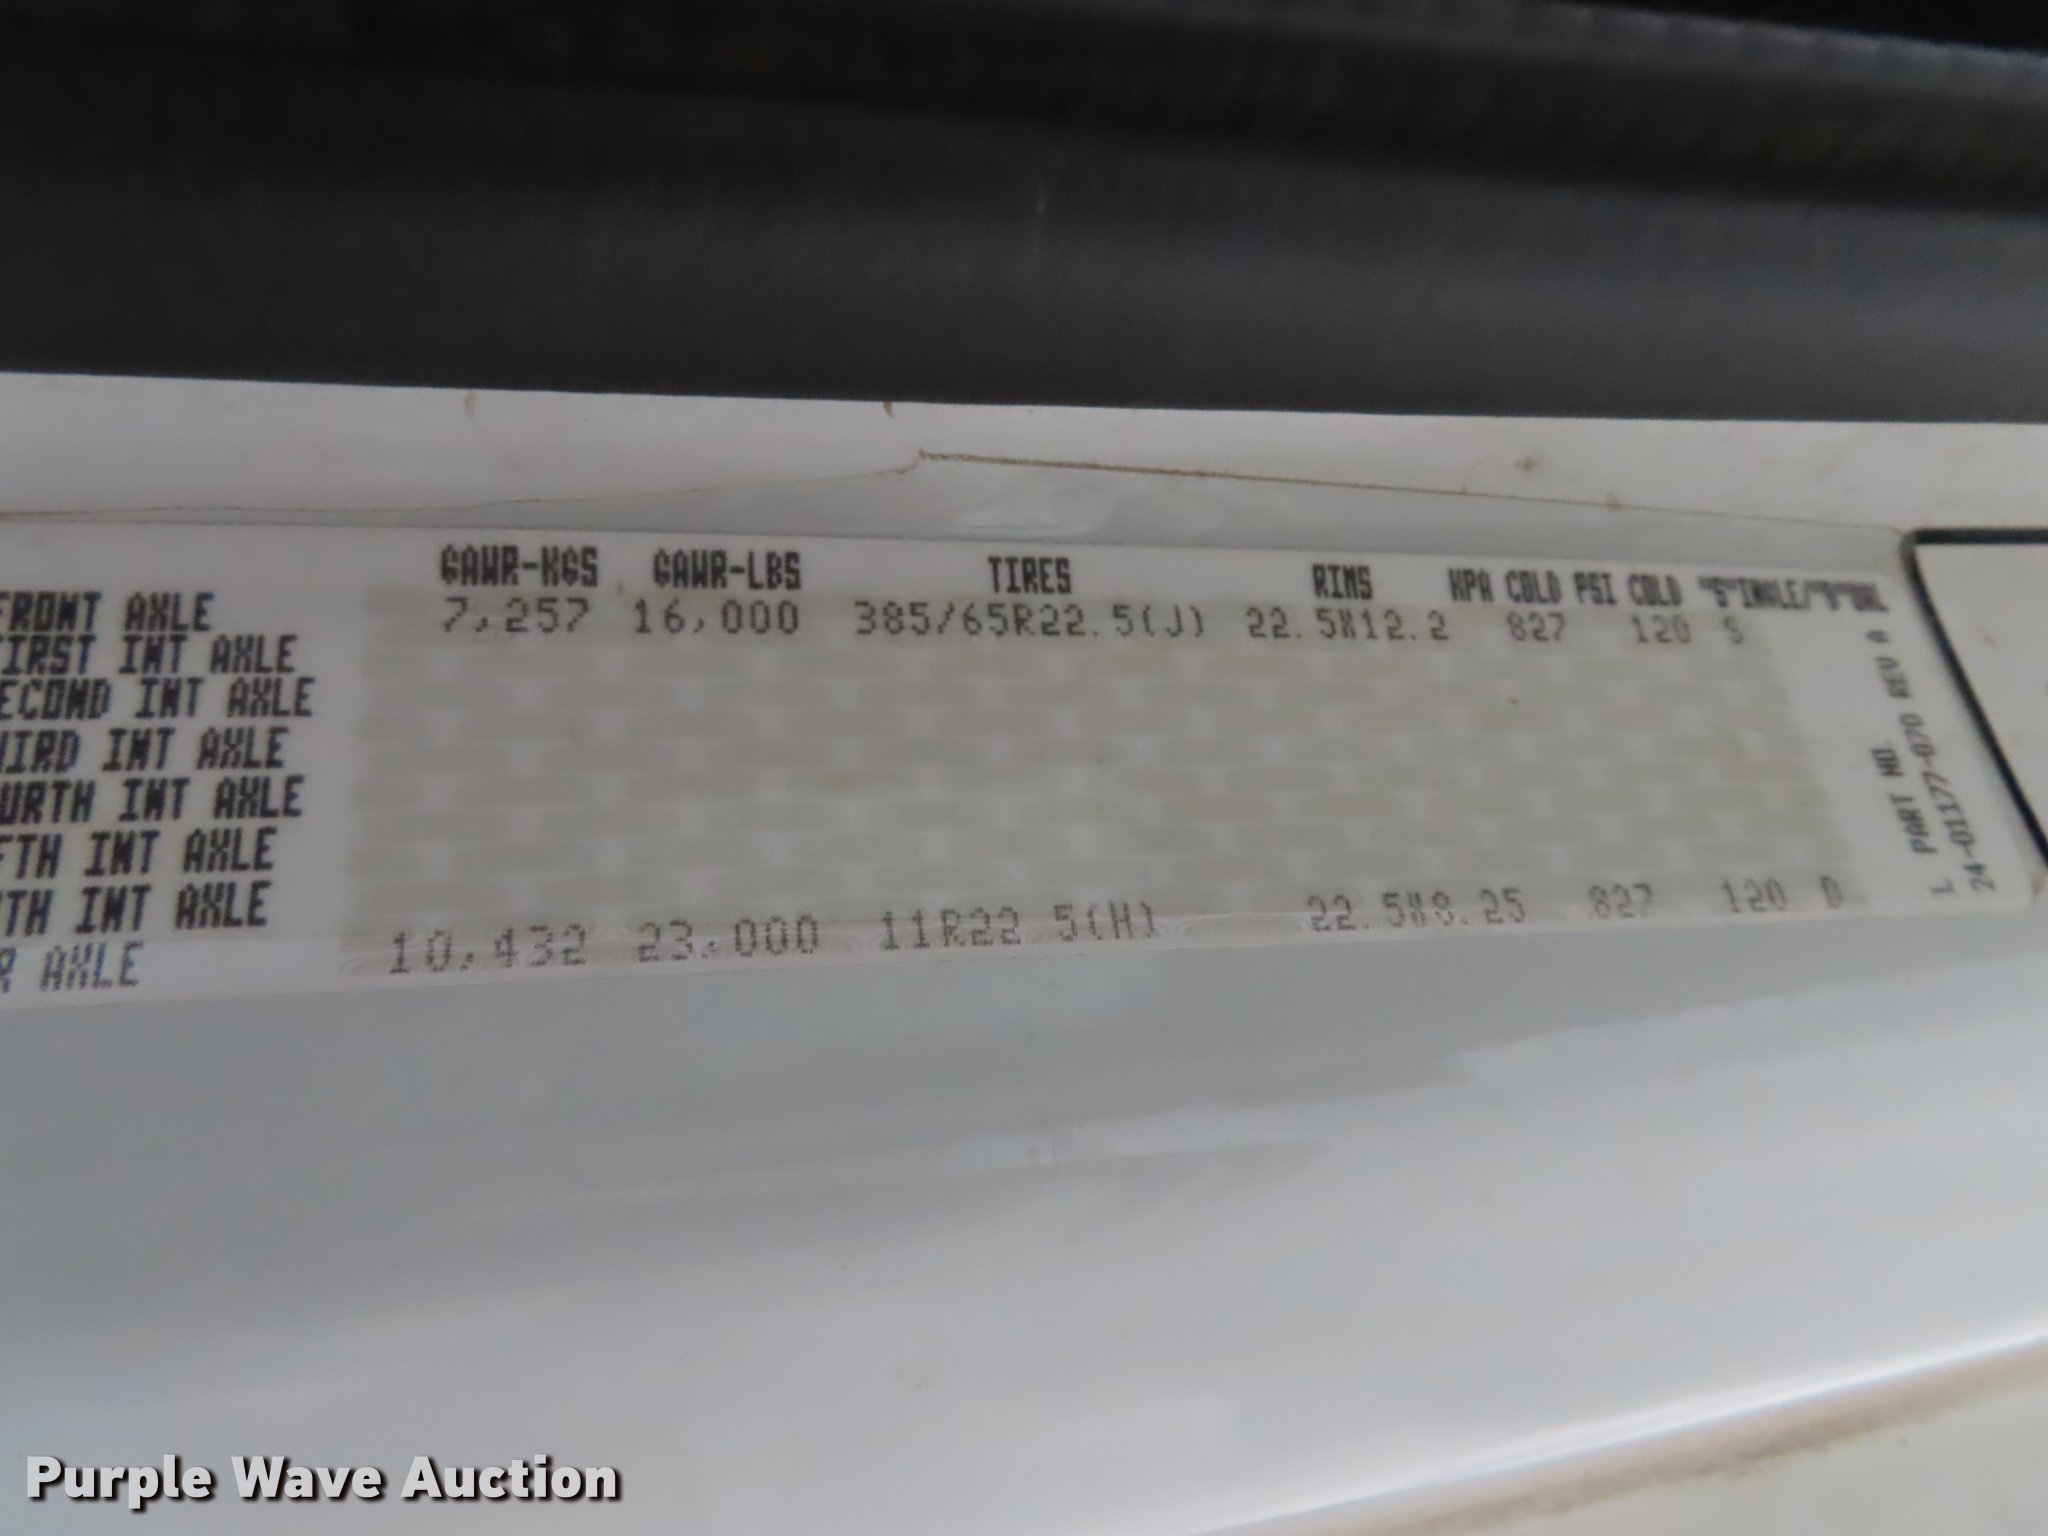 GAWR-KGS GAWR-LBS TIRES RIMS KPA COLD PSI COLD "S"INGLE/"D"UAL
FRONT AXLE 7,257 16,000 385/65R22.5(J) 22.5X12.2 827 120 S
FIRST INT AXLE
ECOND INT AXLE
HIRD INT AXLE
OURTH INT AXLE
FTH INT AXLE
TH INT AXLE
R AXLE 10,432 23,000 11R22.5(H) 22.5X8.25 827 120 D
PART NO. REV A
24-01177-070
Purple Wave Auction